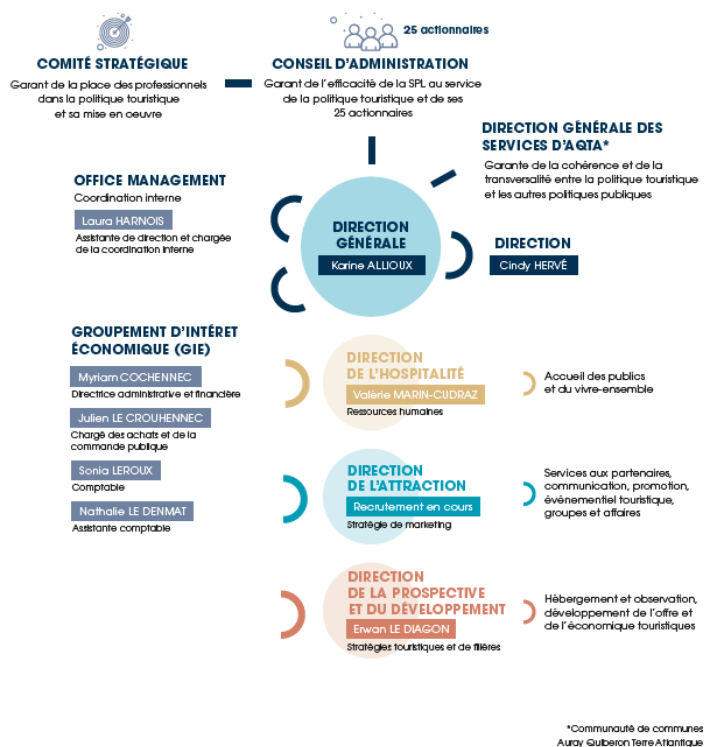 25 actionnaires
COMITÉ STRATÉGIQUE
Garant de la place des professionnels
dans la politique touristique
et sa mise en oeuvre
CONSEIL D'ADMINISTRATION
Garant de l'efficacité de la SPL au service
de la politique touristique et de ses
25 actionnaires
DIRECTION GÉNÉRALE DES
SERVICES D'AQTA*
Garante de la cohérence et de la
transversalité entre la politique touristique
et les autres politiques publiques
OFFICE MANAGEMENT
Coordination interne
Laura HARNOIS
Assistante de direction et chargée
de la coordination interne
DIRECTION
GÉNÉRALE
Karine ALLIOUX
DIRECTION
Cindy HERVÉ
GROUPEMENT D'INTÉRET
ÉCONOMIQUE (GIE)
Myriam COCHENNEC
Directrice administrative et financière
Julien LE CROUHENNEC
Chargé des achats et de la
commande publique
Sonia LEROUX
Comptable
Nathalie LE DENMAT
Assistante comptable
DIRECTION
DE L'HOSPITALITÉ
Valérie MARIN-CUDRAZ
Ressources humaines
Accueil des publics
et du vivre-ensemble
DIRECTION
DE L'ATTRACTION
Recrutement en cours
Stratégie de marketing
Services aux partenaires,
communication, promotion,
événementiel touristique,
groupes et affaires
DIRECTION
DE LA PROSPECTIVE
ET DU DÉVELOPPEMENT
Erwan LE DIAGON
Stratégies touristiques et de filières
Hébergement et observation,
développement de l'offre et
de l'économique touristiques
*Communauté de communes
Auray Quiberon Terre Atlantique